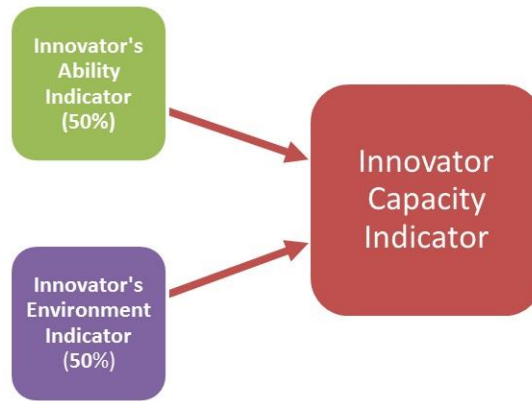 Innovator's
Ability
Indicator
(50%)
Innovator
Capacity
Indicator
Innovator's
Environment
Indicator
(50%)